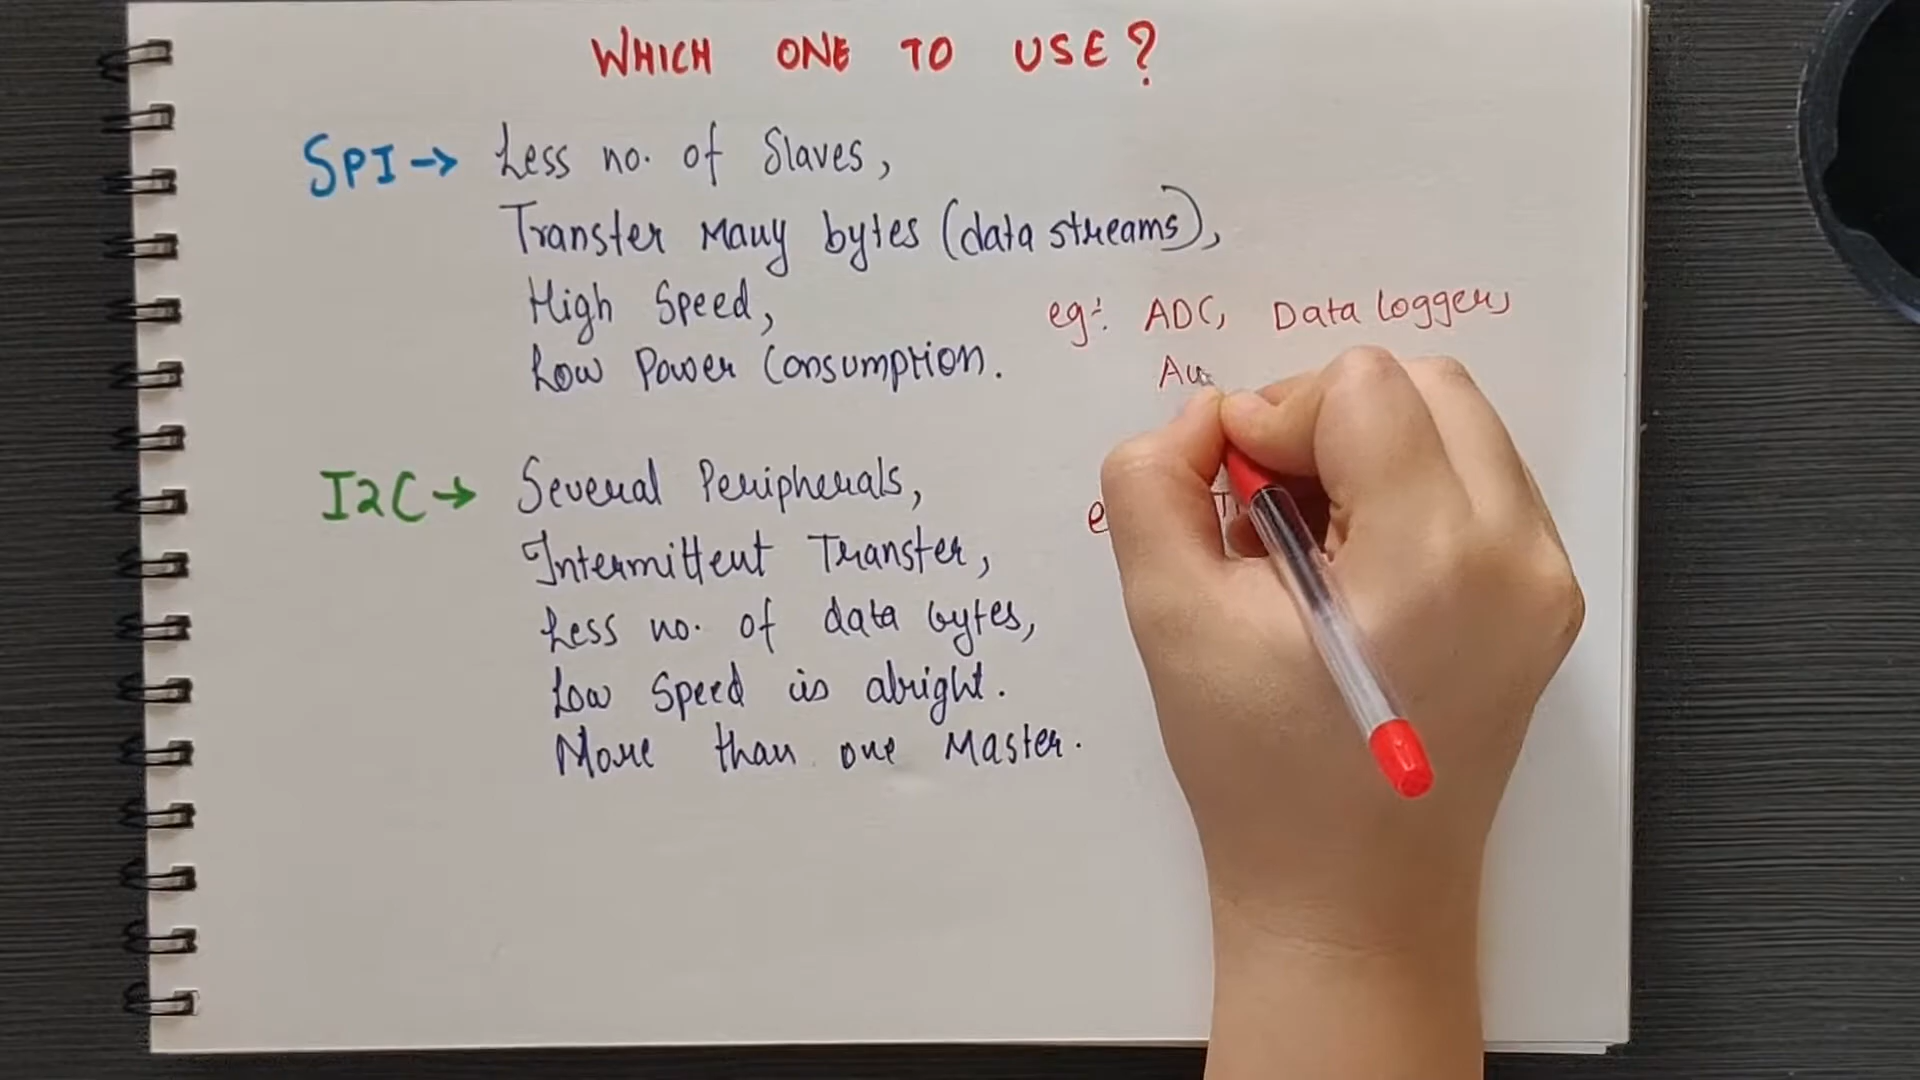 WHICH ONE TO USE?
SPI → Less no. of Slaves,
Transfer Many bytes (data streams),
High Speed,
Low Power Consumption.
eg:- ADC, Data loggers
Au
I2C → Several Peripherals,
Intermittent Transfer,
Less no. of data bytes,
Low Speed is alright.
More than one Master.